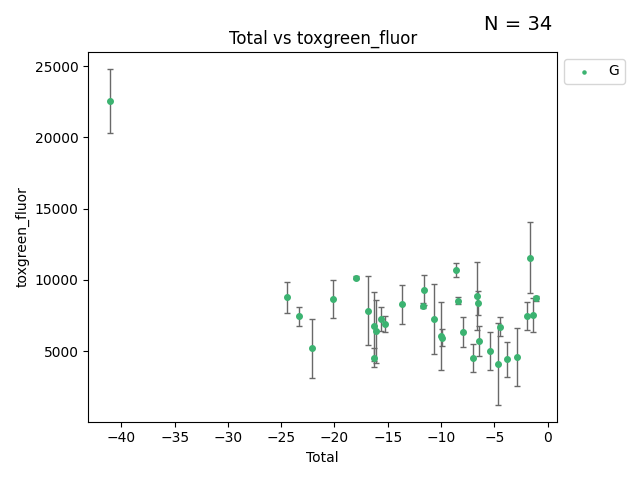 N = 34
Total vs toxgreen_fluor
G
25000
20000
15000
10000
5000
toxgreen_fluor
−40 −35 −30 −25 −20 −15 −10 −5 0
Total